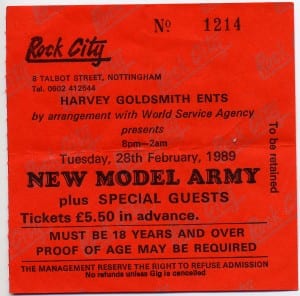 Nº 1214
Rock City
8 TALBOT STREET, NOTTINGHAM
Tel. 0602 412544
HARVEY GOLDSMITH ENTS
by arrangement with World Service Agency
presents
8pm–2am
Tuesday, 28th February, 1989
NEW MODEL ARMY
plus SPECIAL GUESTS
Tickets £5.50 in advance.
MUST BE 18 YEARS AND OVER
PROOF OF AGE MAY BE REQUIRED
THE MANAGEMENT RESERVE THE RIGHT TO REFUSE ADMISSION
No refunds unless Gig is cancelled
To be retained